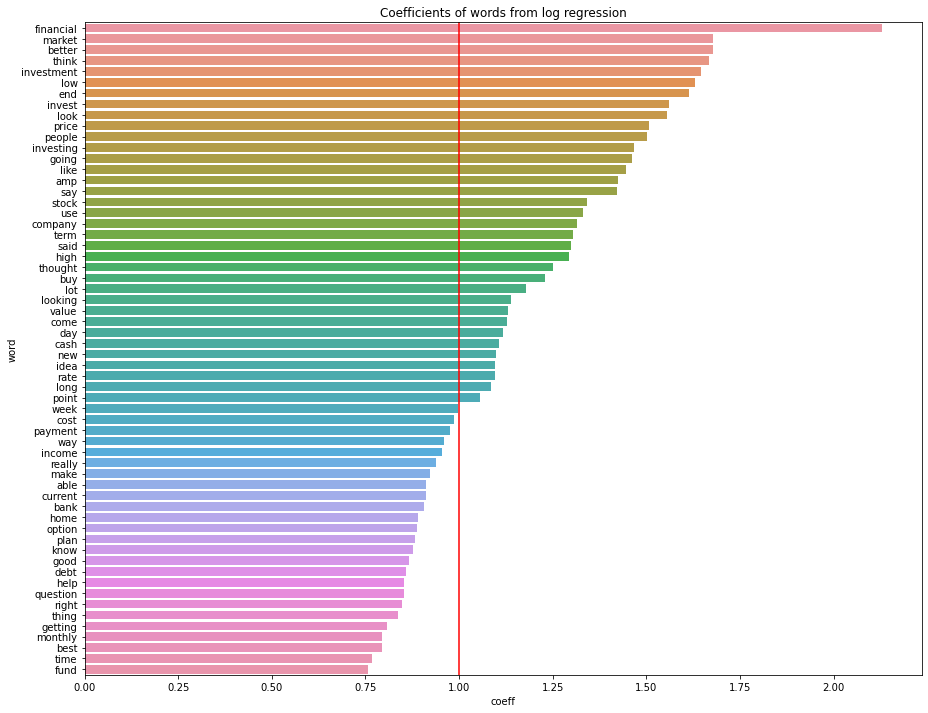 Coefficients of words from log regression
financial
market
better
think
investment
low
end
invest
look
price
people
investing
going
like
amp
say
stock
use
company
term
said
high
thought
buy
lot
looking
value
come
day
cash
new
idea
rate
long
point
week
cost
payment
way
income
really
make
able
current
bank
home
option
plan
know
good
debt
help
question
right
thing
getting
monthly
best
time
fund
word
0.00 0.25 0.50 0.75 1.00 1.25 1.50 1.75 2.00
coeff